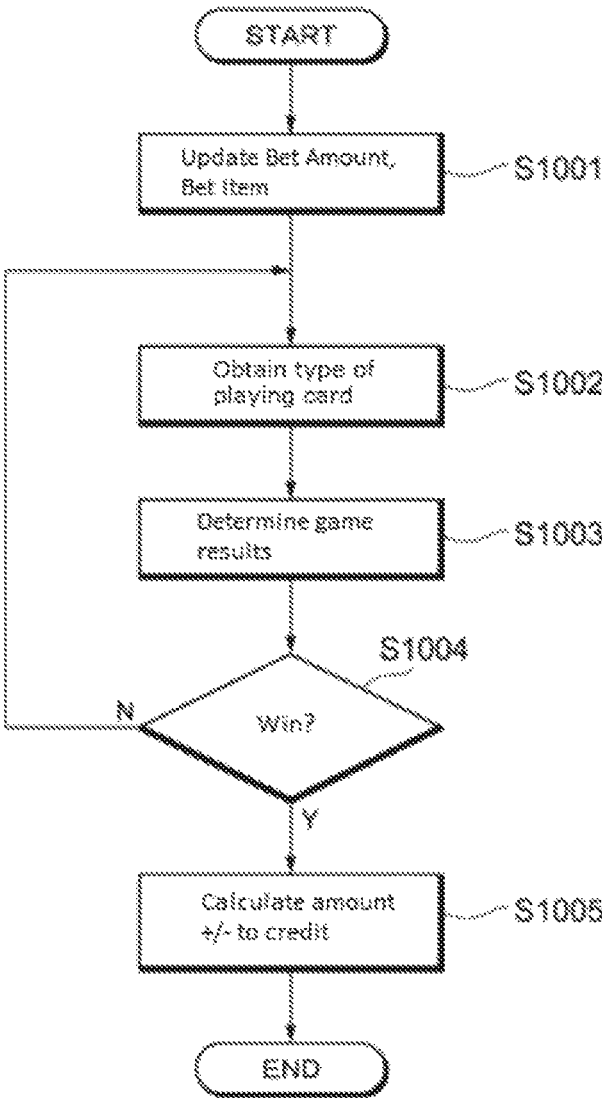 START
Update Bet Amount,
Bet Item
S1001
Obtain type of
playing card
S1002
Determine game
results
S1003
S1004
N
Win?
Y
Calculate amount
+/- to credit
S1005
END